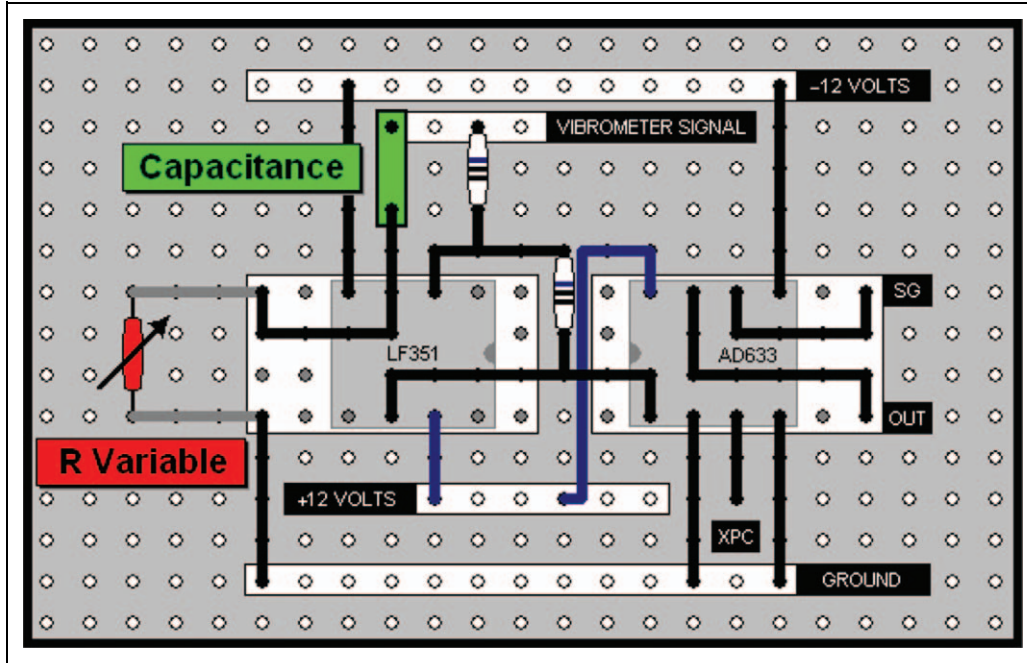 –12 VOLTS
VIBROMETER SIGNAL
Capacitance
SG
LF351
AD633
OUT
R Variable
+12 VOLTS
XPC
GROUND